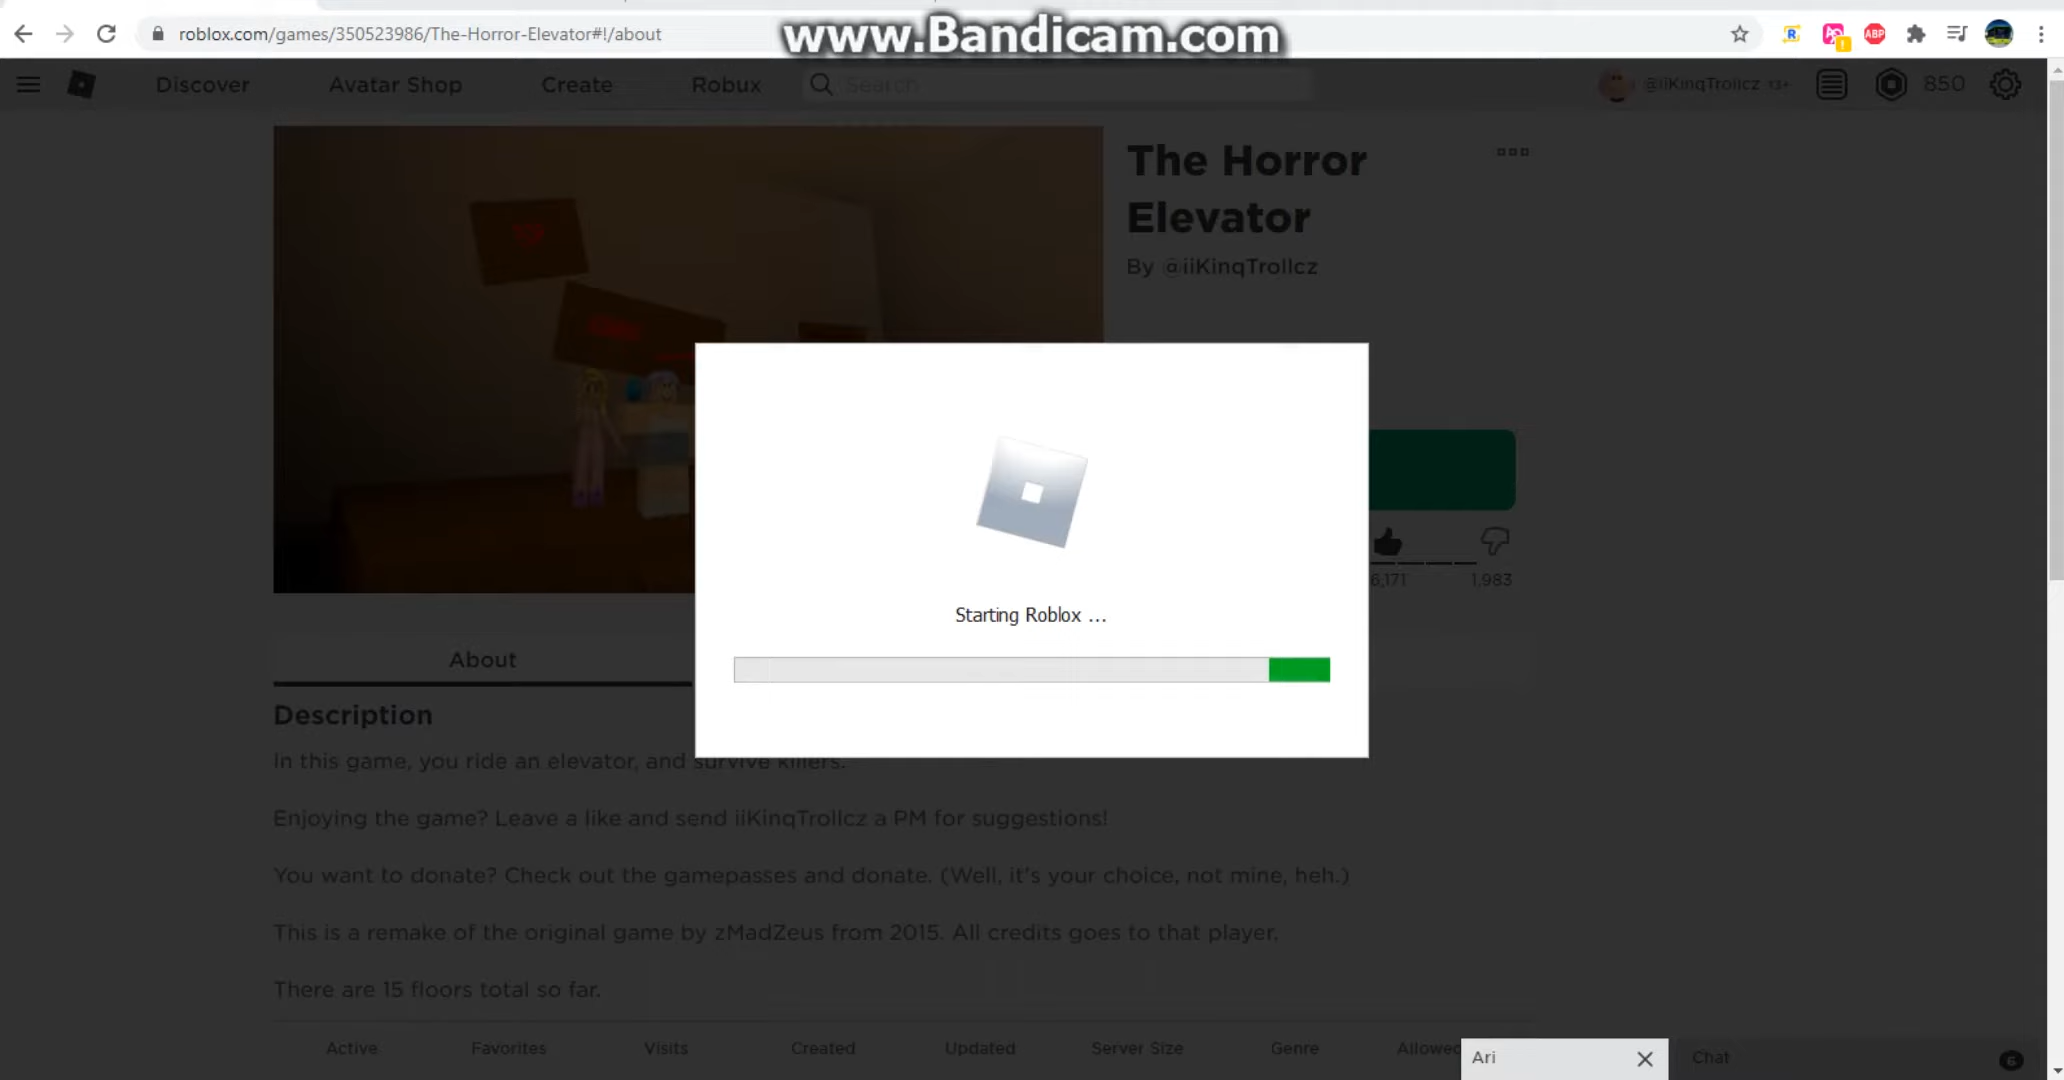 roblox.com/games/350523986/The-Horror-Elevator#!/about
www.Bandicam.com
ABP
Discover
Avatar Shop
Create
Robux
Search
@iiKinqTrollcz 13+
850
The Horror
Elevator
By @iiKinqTrollcz
Starting Roblox ...
6,171
1,983
About
Description
In this game, you ride an elevator, and survive killers.
Enjoying the game? Leave a like and send iiKinqTrollcz a PM for suggestions!
You want to donate? Check out the gamepasses and donate. (Well, it's your choice, not mine, heh.)
This is a remake of the original game by zMadZeus from 2015. All credits goes to that player.
There are 15 floors total so far.
Active
Favorites
Visits
Created
Updated
Server Size
Genre
Allowed
Ari
Chat
6